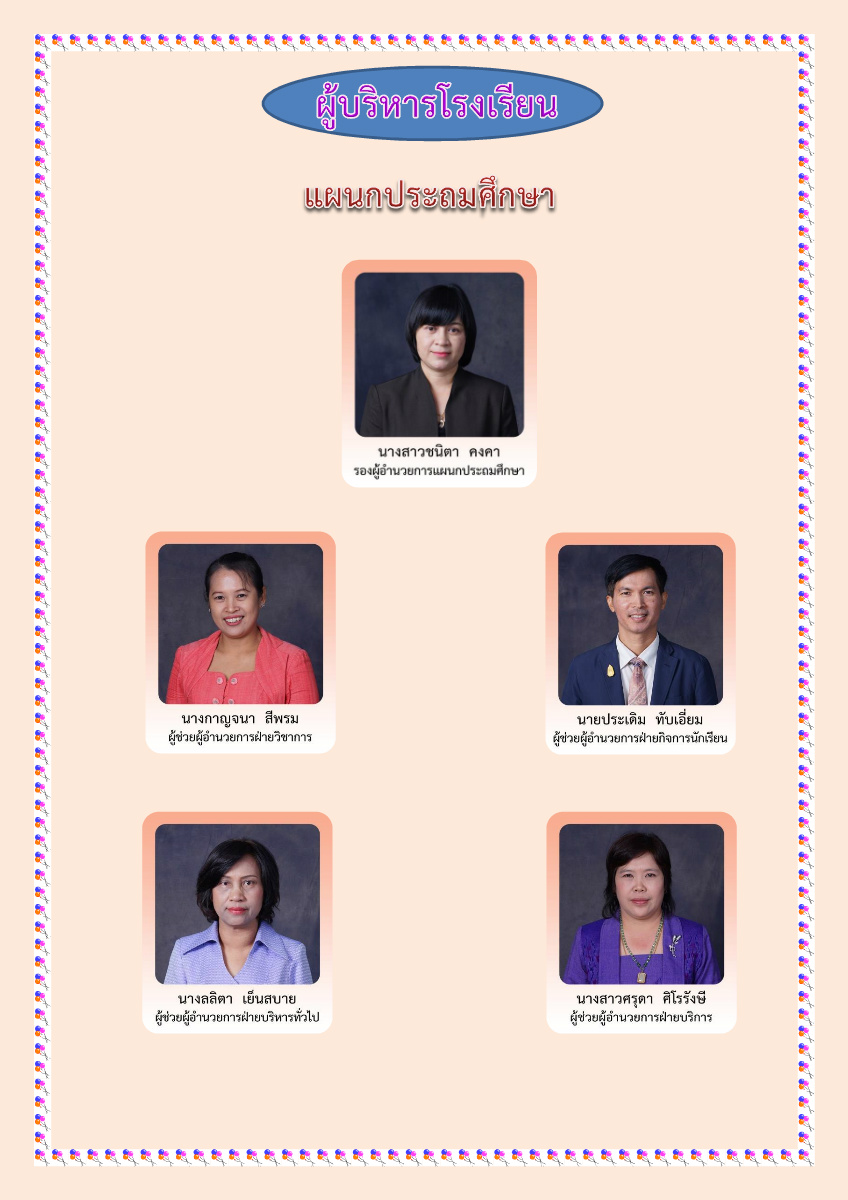 ผู้บริหารโรงเรียน
แผนกประถมศึกษา
นางสาวชนิตา คงคา
รองผู้อำนวยการแผนกประถมศึกษา
นางกาญจนา สีพรม
ผู้ช่วยผู้อำนวยการฝ่ายวิชาการ
นายประเดิม ทับเอี่ยม
ผู้ช่วยผู้อำนวยการฝ่ายกิจการนักเรียน
นางลลิตา เย็นสบาย
ผู้ช่วยผู้อำนวยการฝ่ายบริหารทั่วไป
นางสาวศรุดา ศิโรรังษี
ผู้ช่วยผู้อำนวยการฝ่ายบริการ